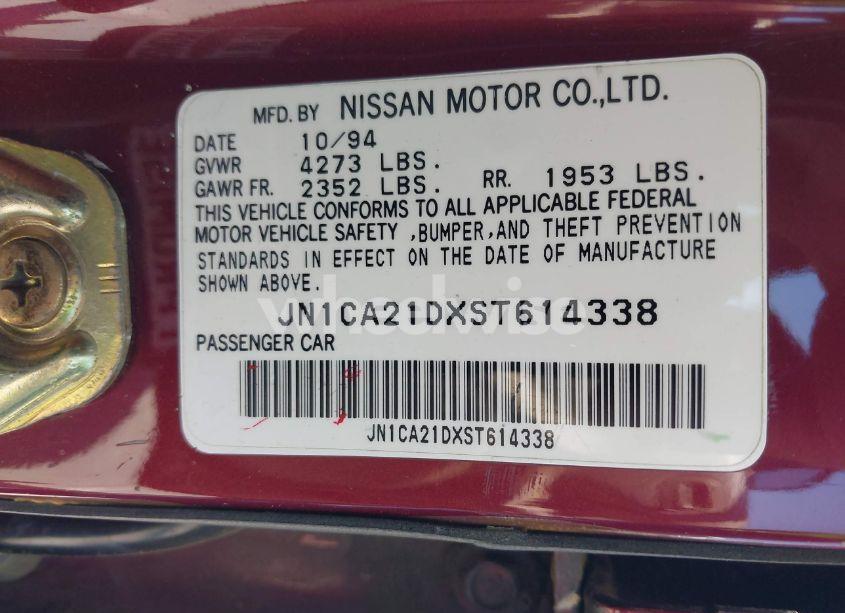 MFD. BY NISSAN MOTOR CO.,LTD.
DATE 10/94
GVWR 4273 LBS.
GAWR FR. 2352 LBS. RR. 1953 LBS.
THIS VEHICLE CONFORMS TO ALL APPLICABLE FEDERAL
MOTOR VEHICLE SAFETY ,BUMPER,AND THEFT PREVENTION
STANDARDS IN EFFECT ON THE DATE OF MANUFACTURE
SHOWN ABOVE.
JN1CA21DXST614338
wheelwise
PASSENGER CAR
JN1CA21DXST614338